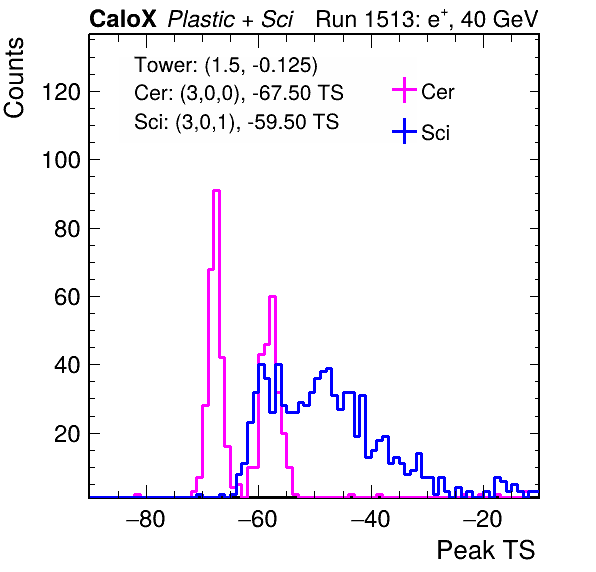 CaloX Plastic + Sci Run 1513: e+, 40 GeV
Counts
Tower: (1.5, -0.125)
Cer: (3,0,0), -67.50 TS
Sci: (3,0,1), -59.50 TS
Cer
Sci
120
100
80
60
40
20
−80 −60 −40 −20
Peak TS